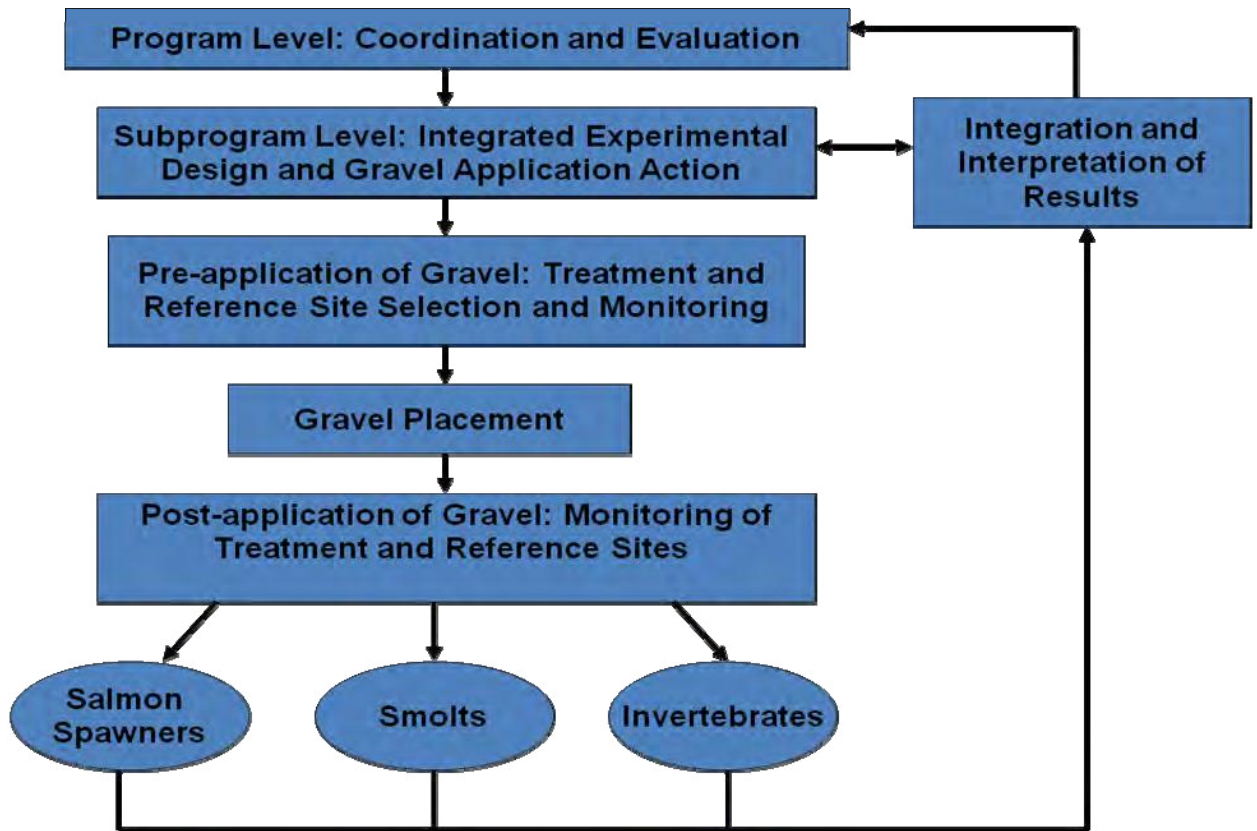 Program Level: Coordination and Evaluation
Subprogram Level: Integrated Experimental
Design and Gravel Application Action
Integration and
Interpretation of
Results
Pre-application of Gravel: Treatment and
Reference Site Selection and Monitoring
Gravel Placement
Post-application of Gravel: Monitoring of
Treatment and Reference Sites
Salmon
Spawners
Smolts
Invertebrates